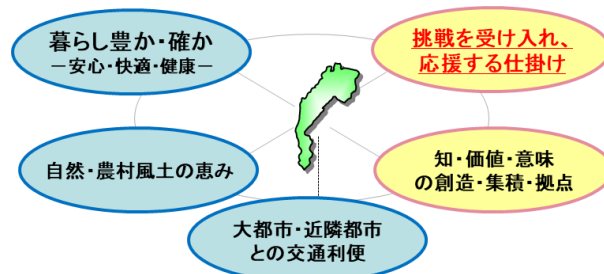 暮らし豊か・確か
－安心・快適・健康－
挑戦を受け入れ、
応援する仕掛け
自然・農村風土の恵み
知・価値・意味
の創造・集積・拠点
大都市・近隣都市
との交通利便